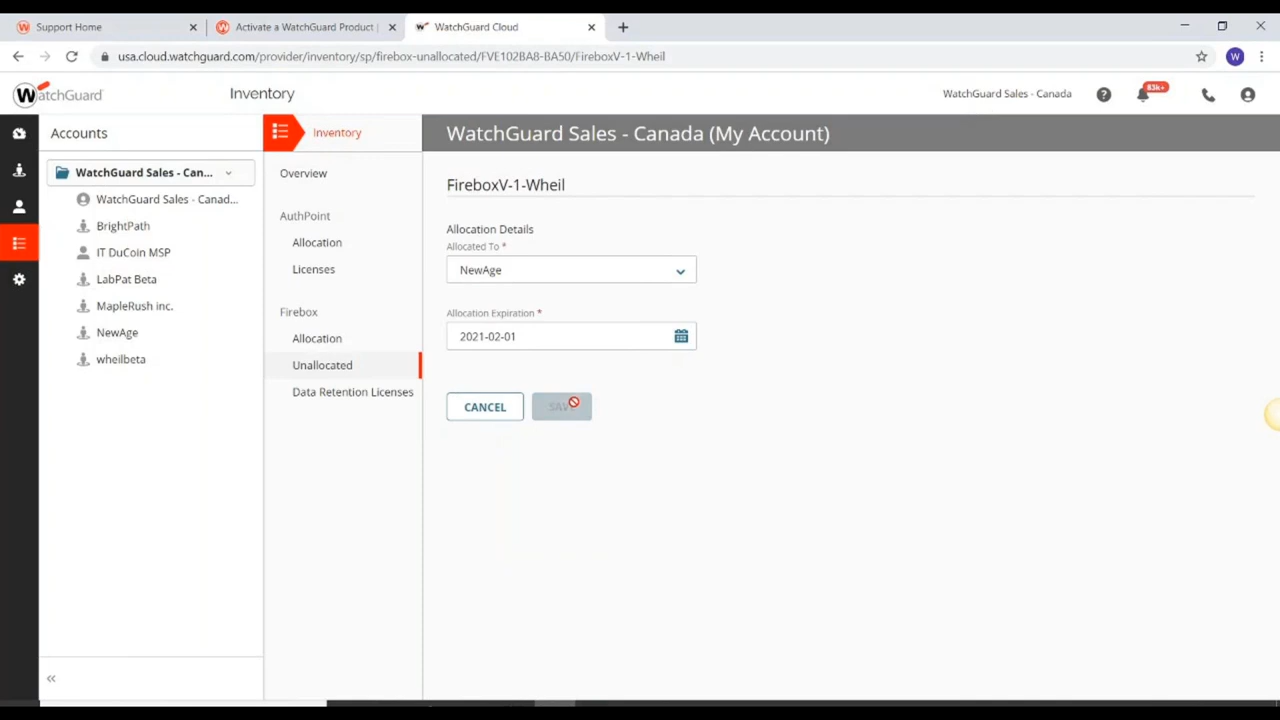 Support Home
Activate a WatchGuard Product
WatchGuard Cloud
usa.cloud.watchguard.com/provider/inventory/sp/firebox-unallocated/FVE102BA8-BA50/FireboxV-1-Wheil
W
WatchGuard
Inventory
WatchGuard Sales - Canada
83k+
Accounts
Inventory
WatchGuard Sales - Canada (My Account)
WatchGuard Sales - Can...
WatchGuard Sales - Canad...
BrightPath
IT DuCoin MSP
LabPat Beta
MapleRush inc.
NewAge
wheilbeta
Overview
AuthPoint
Allocation
Licenses
Firebox
Allocation
Unallocated
Data Retention Licenses
FireboxV-1-Wheil
Allocation Details
Allocated To *
NewAge
Allocation Expiration *
2021-02-01
CANCEL